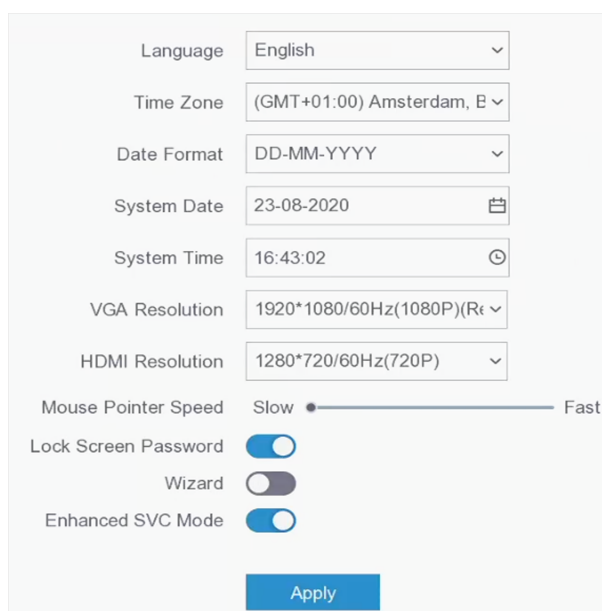 Language English
Time Zone (GMT+01:00) Amsterdam, B
Date Format DD-MM-YYYY
System Date 23-08-2020
System Time 16:43:02
VGA Resolution 1920*1080/60Hz(1080P)(Re
HDMI Resolution 1280*720/60Hz(720P)
Mouse Pointer Speed Slow Fast
Lock Screen Password
Wizard
Enhanced SVC Mode
Apply